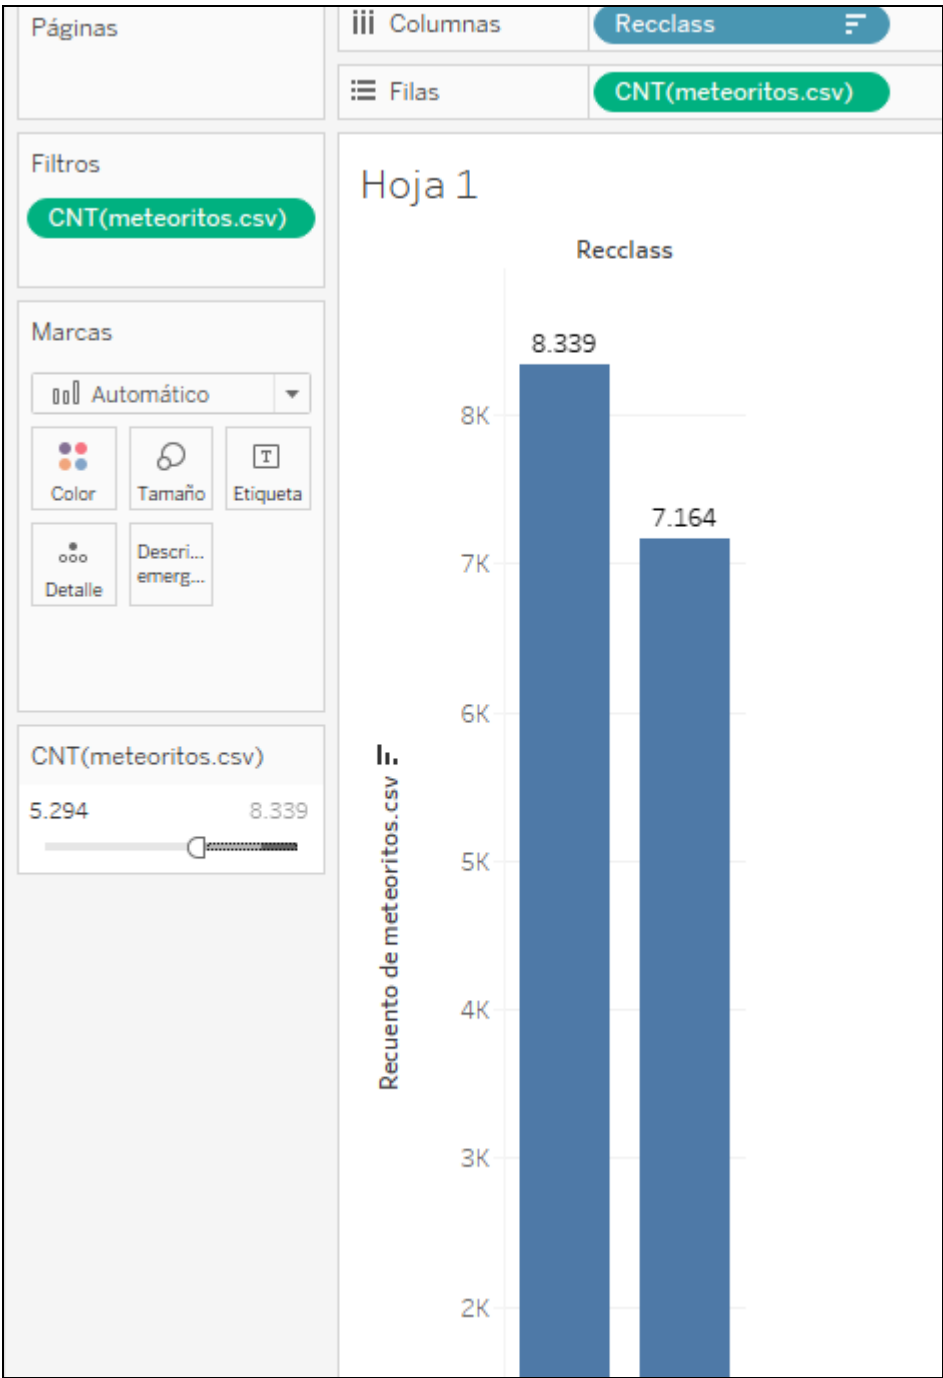 Páginas
Columnas
Recclass
Filas
CNT(meteoritos.csv)
Filtros
CNT(meteoritos.csv)
Marcas
Automático
Color
Tamaño
T
Etiqueta
Detalle
Descri...
emerg...
CNT(meteoritos.csv)
5.294
8.339
Hoja 1
Recclass
8.339
7.164
8K
7K
6K
5K
4K
3K
2K
Recuento de meteoritos.csv